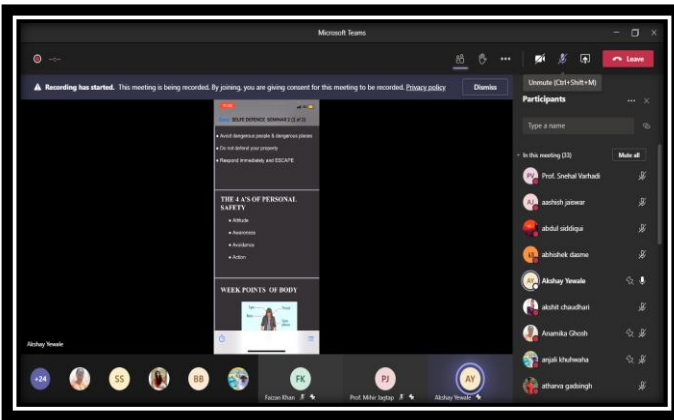 Microsoft Teams
Leave
Recording has started. This meeting is being recorded. By joining, you are giving consent for this meeting to be recorded. Privacy policy
Dismiss
Unmute (Ctrl+Shift+M)
Participants
Type a name
In this meeting (33)
Mute all
Prof. Snehal Varhadi
aashish jaiswar
abdul siddiqui
abhishek dasme
Akshay Yewale
akshit chaudhari
Anamika Ghosh
anjali khuhwaha
atharva gadsingh
SELFE DEFENCE SEMINAR 2 (2 of 2)
Avoid dangerous people & dangerous places
Do not defend your property
Respond immediately and ESCAPE
THE 4 A'S OF PERSONAL
SAFETY
Attitude
Awareness
Avoidance
Action
WEEK POINTS OF BODY
Akshay Yewale
+24
SS
BB
FK
PJ
AY
Faizan Khan
Prof. Mihir Jagtap
Akshay Yewale